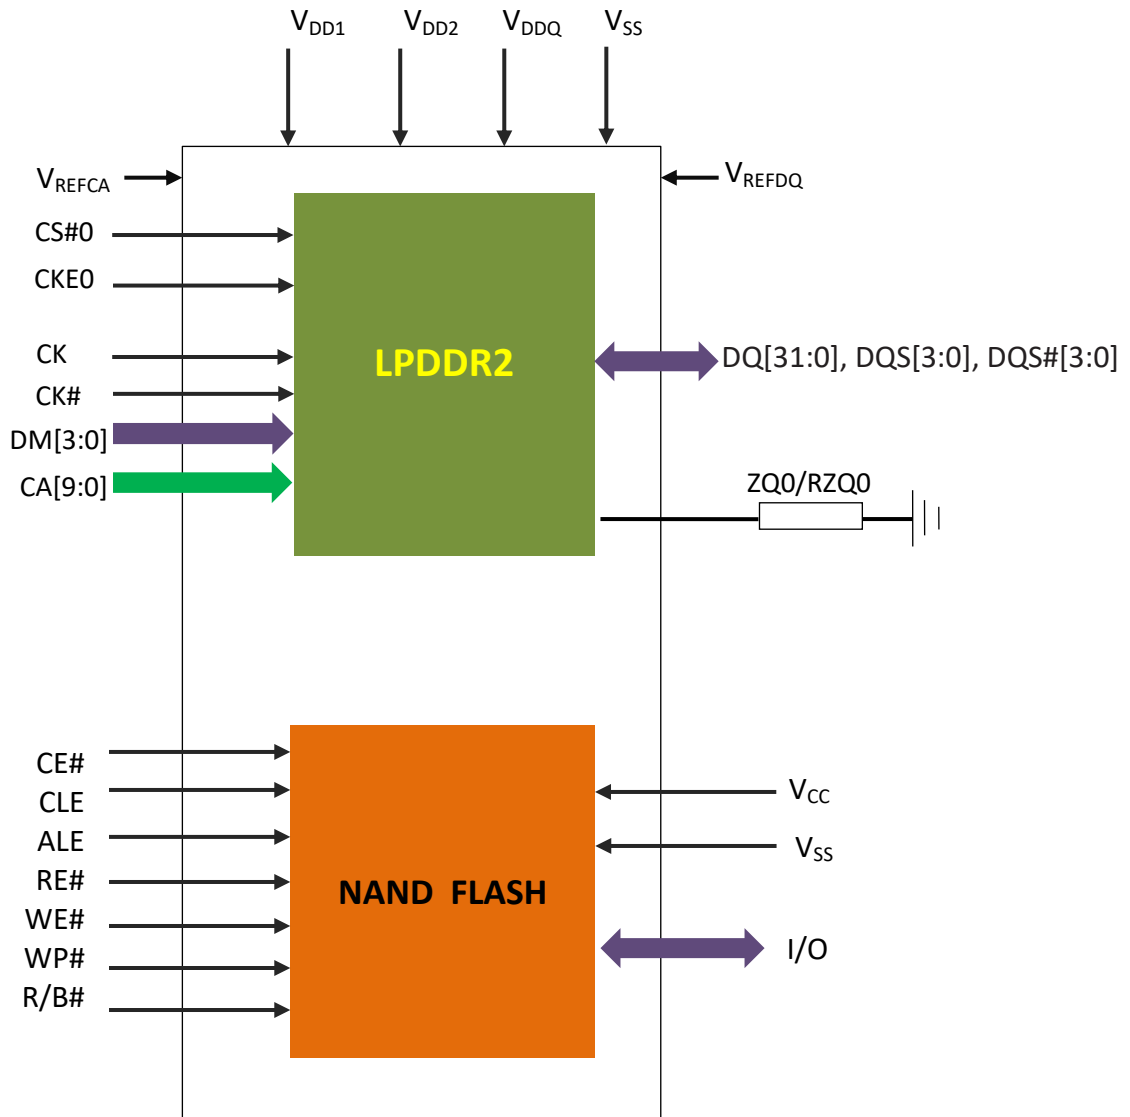 VDD1 VDD2 VDDQ VSS
VREFCA
VREFDQ
CS#0
CKE0
CK
CK#
DM[3:0]
CA[9:0]
LPDDR2
DQ[31:0], DQS[3:0], DQS#[3:0]
ZQ0/RZQ0
CE#
CLE
ALE
RE#
WE#
WP#
R/B#
NAND FLASH
VCC
VSS
I/O